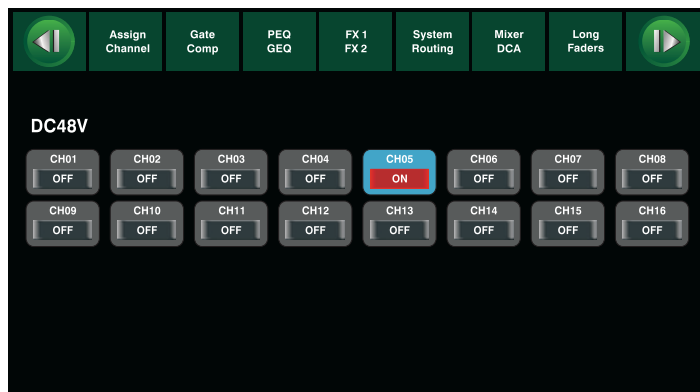 Assign Channel Gate Comp PEQ GEQ FX 1 FX 2 System Routing Mixer DCA Long Faders
DC48V
CH01 CH02 CH03 CH04 CH05 CH06 CH07 CH08
OFF OFF OFF OFF ON OFF OFF OFF
CH09 CH10 CH11 CH12 CH13 CH14 CH15 CH16
OFF OFF OFF OFF OFF OFF OFF OFF